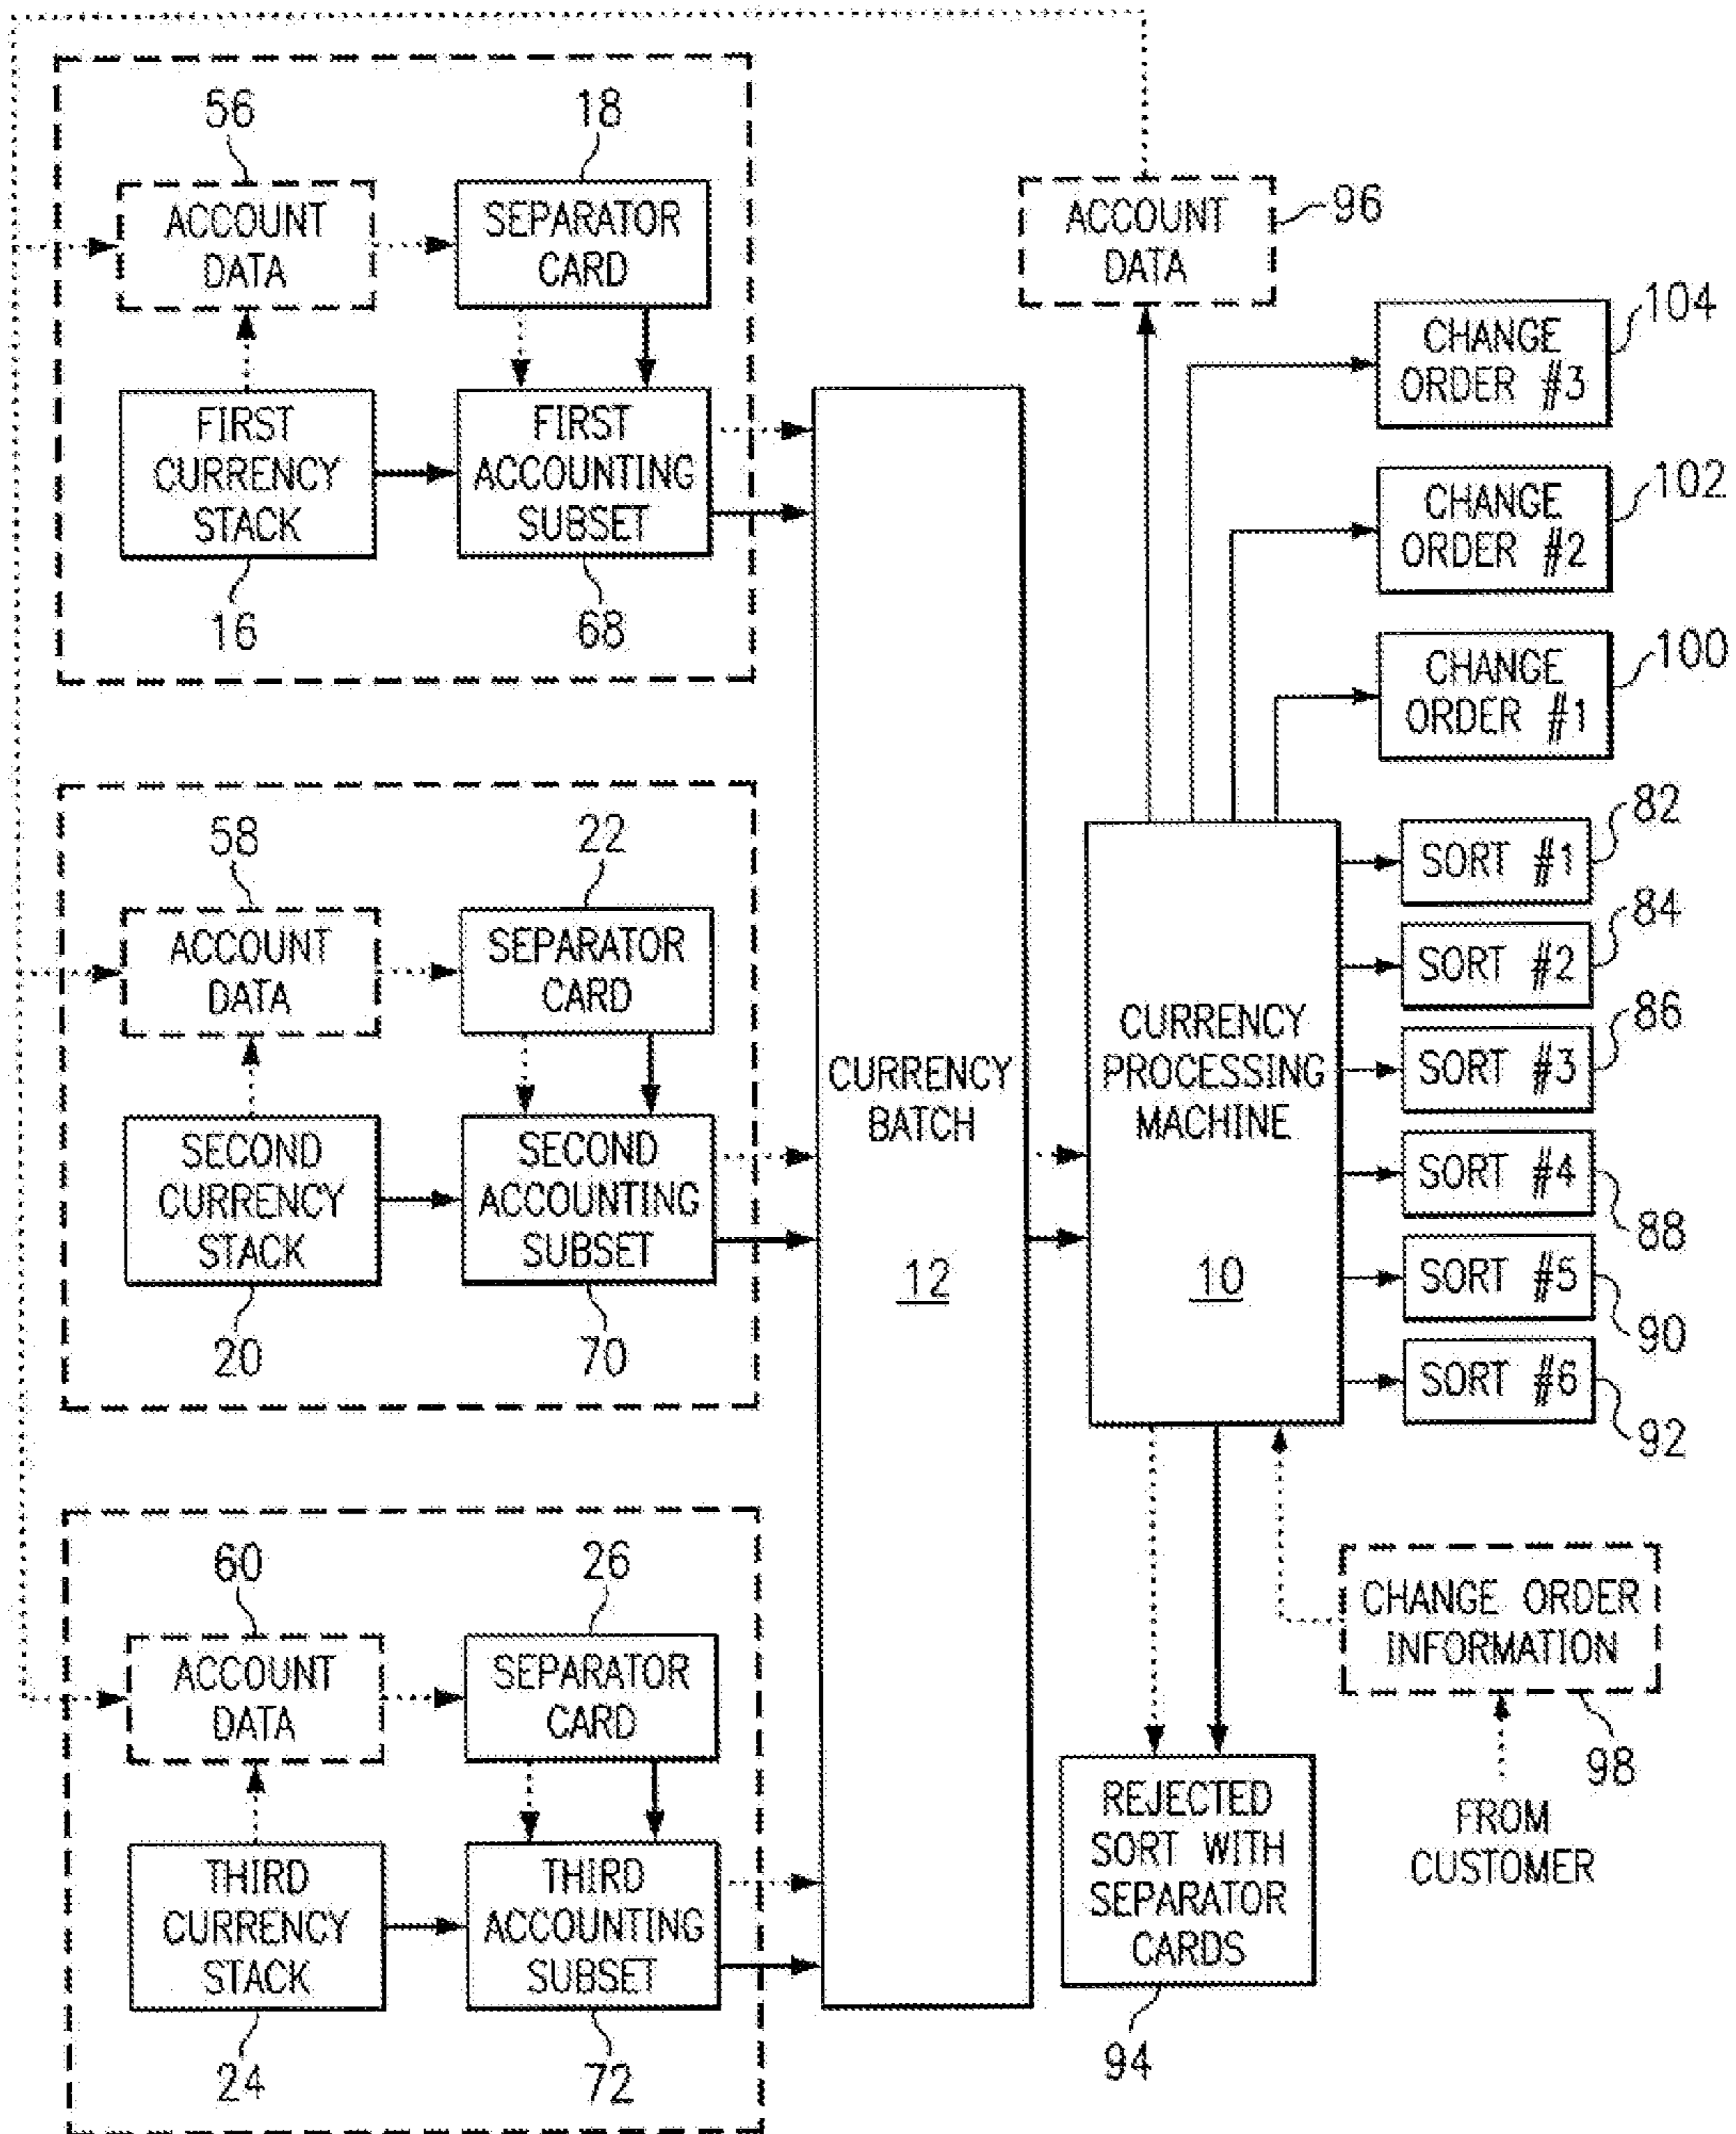 56
18
ACCOUNT
DATA
SEPARATOR
CARD
FIRST
CURRENCY
STACK
FIRST
ACCOUNTING
SUBSET
16
68
58
22
ACCOUNT
DATA
SEPARATOR
CARD
SECOND
CURRENCY
STACK
SECOND
ACCOUNTING
SUBSET
20
70
60
26
ACCOUNT
DATA
SEPARATOR
CARD
THIRD
CURRENCY
STACK
THIRD
ACCOUNTING
SUBSET
24
72
CURRENCY
BATCH
12
ACCOUNT
DATA
96
CHANGE
ORDER #3
104
CHANGE
ORDER #2
102
CHANGE
ORDER #1
100
CURRENCY
PROCESSING
MACHINE
10
SORT #1
82
SORT #2
84
SORT #3
86
SORT #4
88
SORT #5
90
SORT #6
92
CHANGE ORDER
INFORMATION
98
FROM
CUSTOMER
REJECTED
SORT WITH
SEPARATOR
CARDS
94